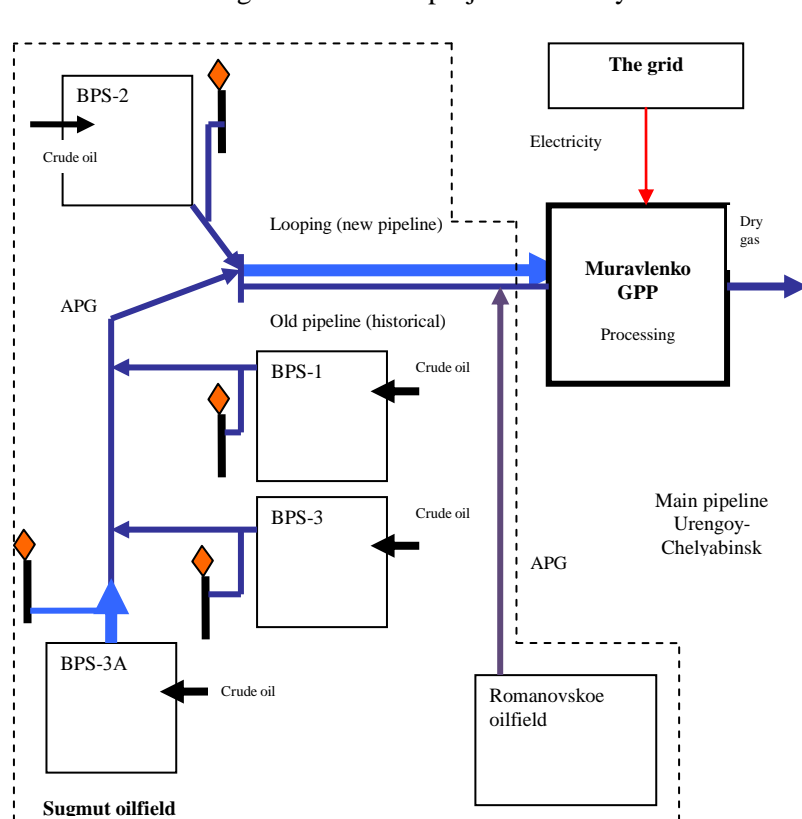 The grid
BPS-2
Electricity
Crude oil
Looping (new pipeline)
Dry
gas
Muravlenko
GPP
APG
Old pipeline (historical)
Processing
BPS-1
Crude oil
BPS-3
Crude oil
Main pipeline
Urengoy-
Chelyabinsk
APG
BPS-3A
Crude oil
Romanovskoe
oilfield
Sugmut oilfield